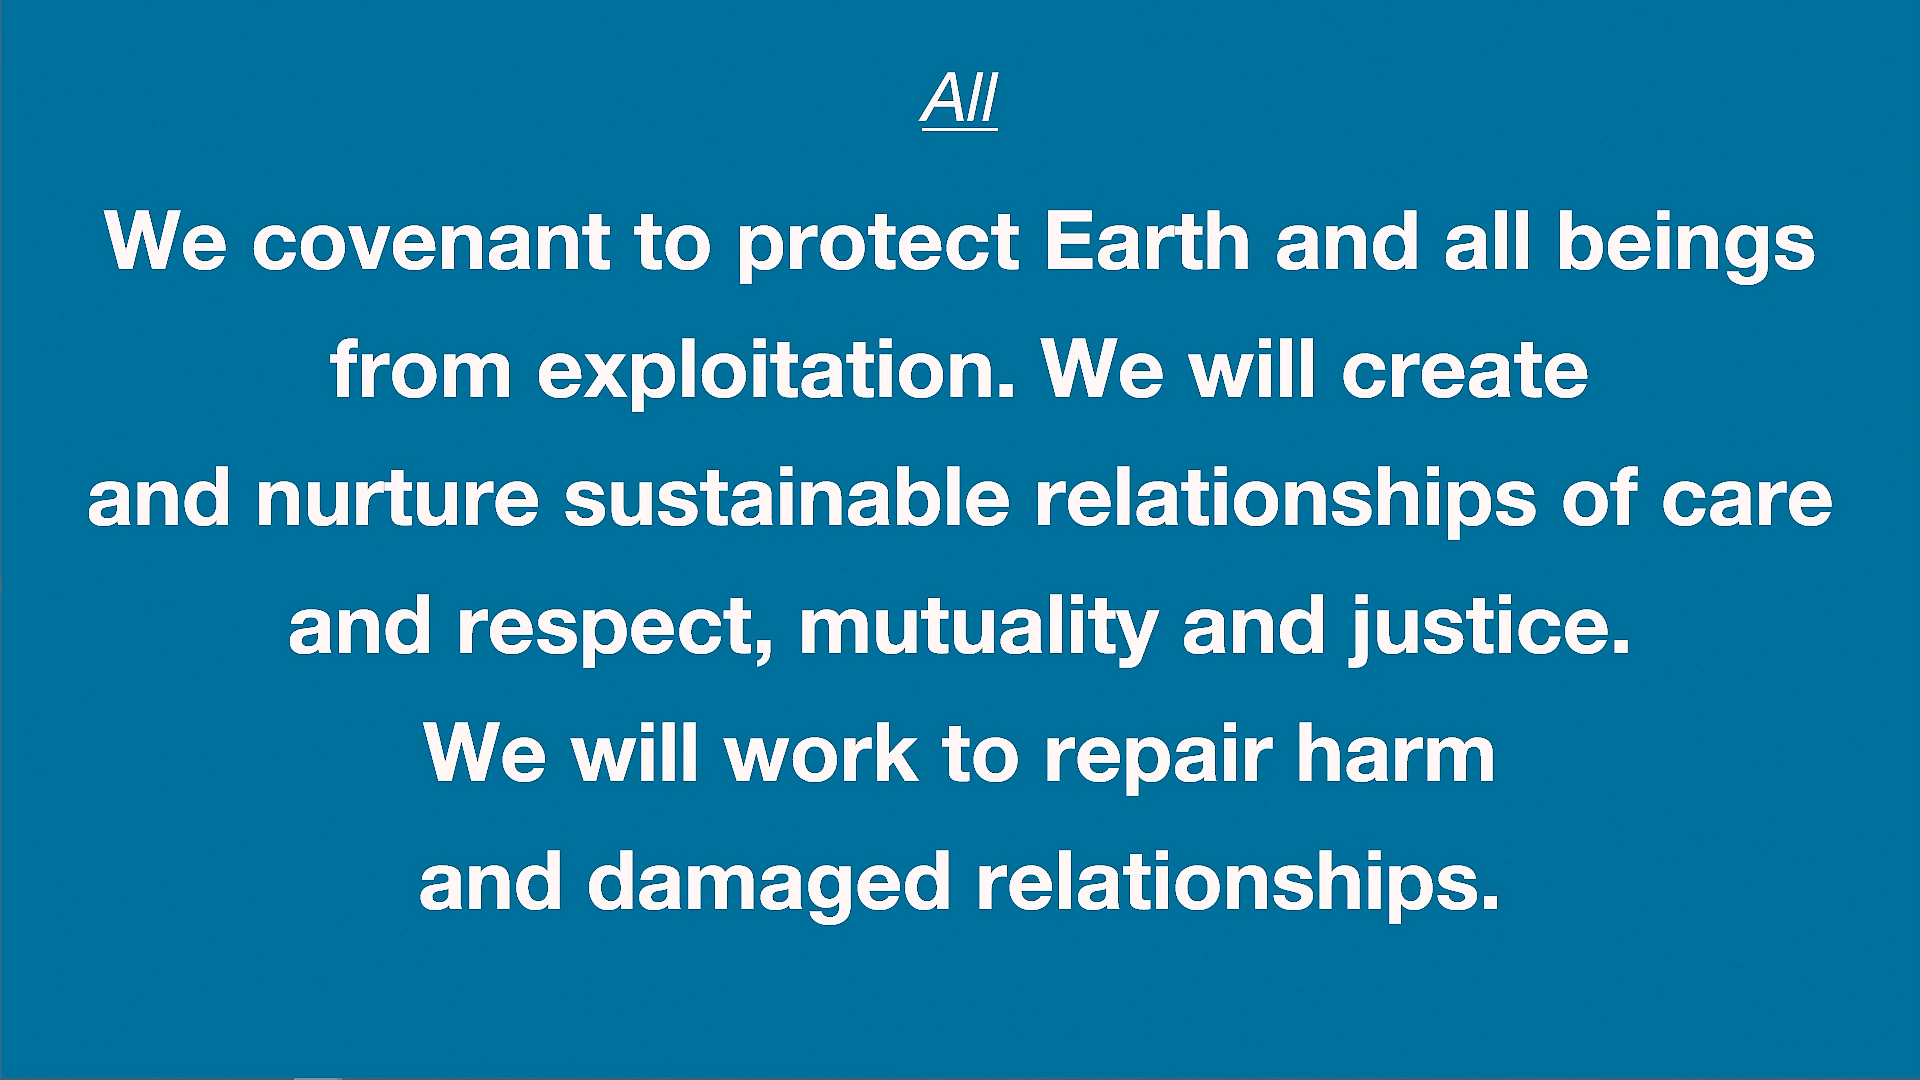 All
We covenant to protect Earth and all beings
from exploitation. We will create
and nurture sustainable relationships of care
and respect, mutuality and justice.
We will work to repair harm
and damaged relationships.